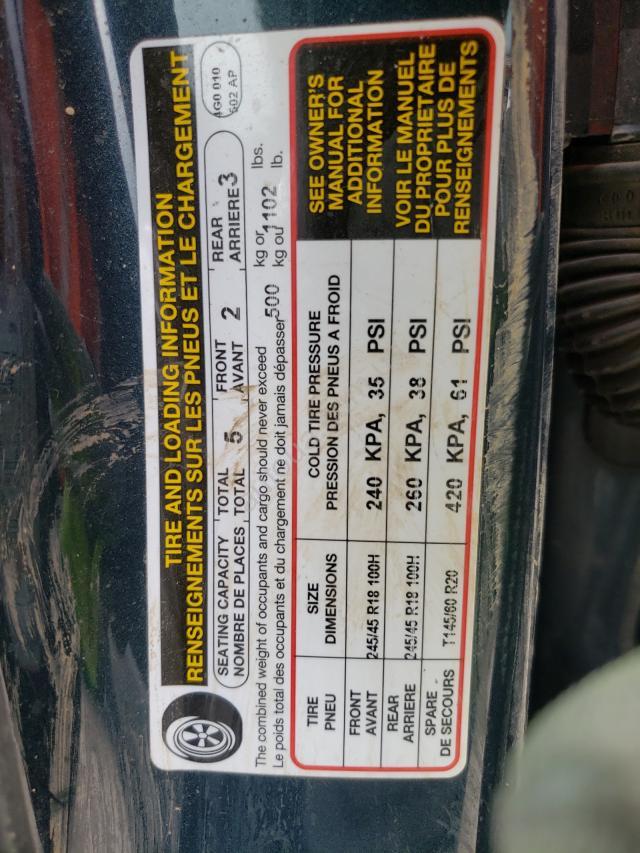 TIRE AND LOADING INFORMATION
RENSEIGNEMENTS SUR LES PNEUS ET LE CHARGEMENT
SEATING CAPACITY TOTAL 5 FRONT 2 REAR 3
NOMBRE DE PLACES TOTAL AVANT ARRIERE
4G0 010
502 AP
The combined weight of occupants and cargo should never exceed 500 kg or 1102 lbs.
Le poids total des occupants et du chargement ne doit jamais dépasser kg ou lb.
TIRE SIZE COLD TIRE PRESSURE
PNEU DIMENSIONS PRESSION DES PNEUS A FROID
FRONT
AVANT 245/45 R18 100H 240 KPA, 35 PSI
REAR
ARRIERE 245/45 R18 100H 260 KPA, 38 PSI
SPARE
DE SECOURS T145/60 R20 420 KPA, 61 PSI
SEE OWNER'S
MANUAL FOR
ADDITIONAL
INFORMATION
VOIR LE MANUEL
DU PROPRIETAIRE
POUR PLUS DE
RENSEIGNEMENTS